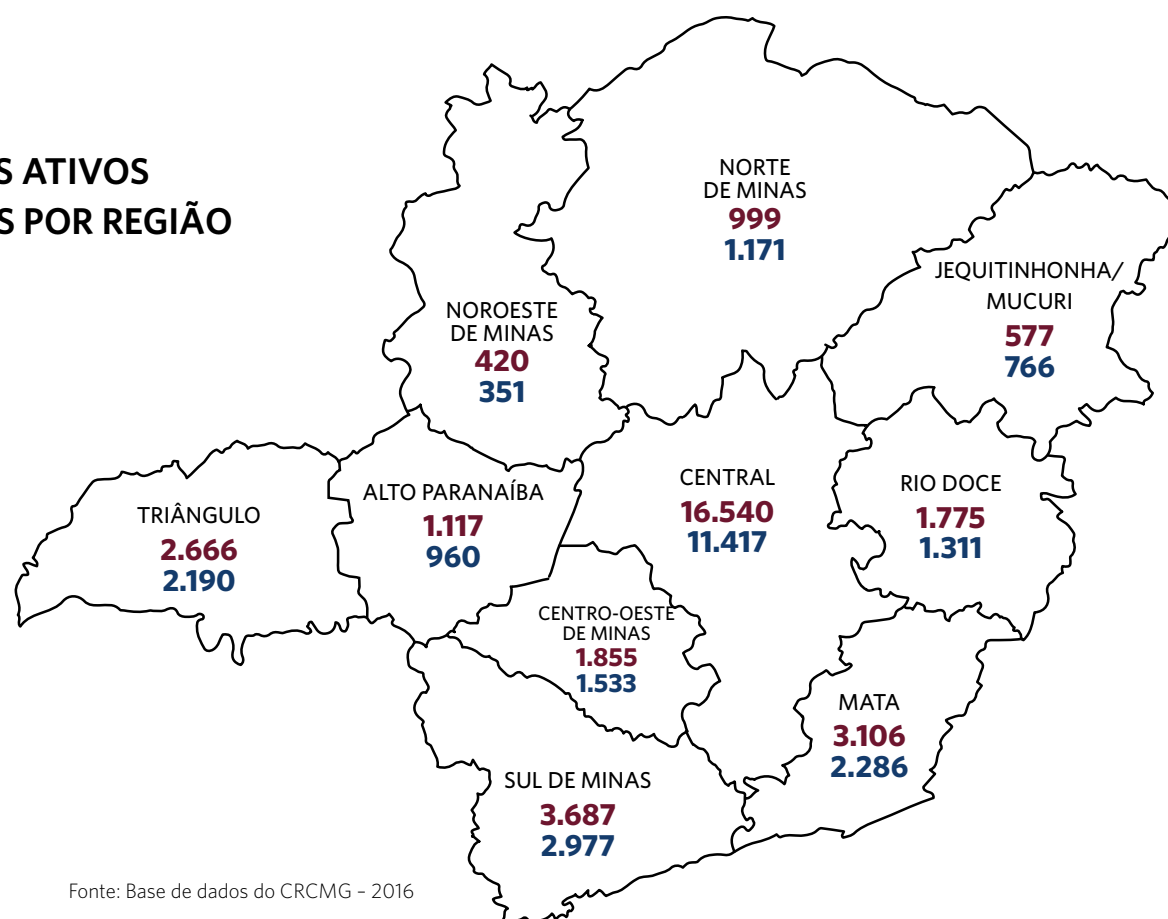 S ATIVOS
S POR REGIÃO
NORTE
DE MINAS
999
1.171
JEQUITINHONHA/
MUCURI
577
766
NOROESTE
DE MINAS
420
351
TRIÂNGULO
2.666
2.190
ALTO PARANAÍBA
1.117
960
CENTRAL
16.540
11.417
RIO DOCE
1.775
1.311
CENTRO-OESTE
DE MINAS
1.855
1.533
MATA
3.106
2.286
SUL DE MINAS
3.687
2.977
Fonte: Base de dados do CRCMG – 2016